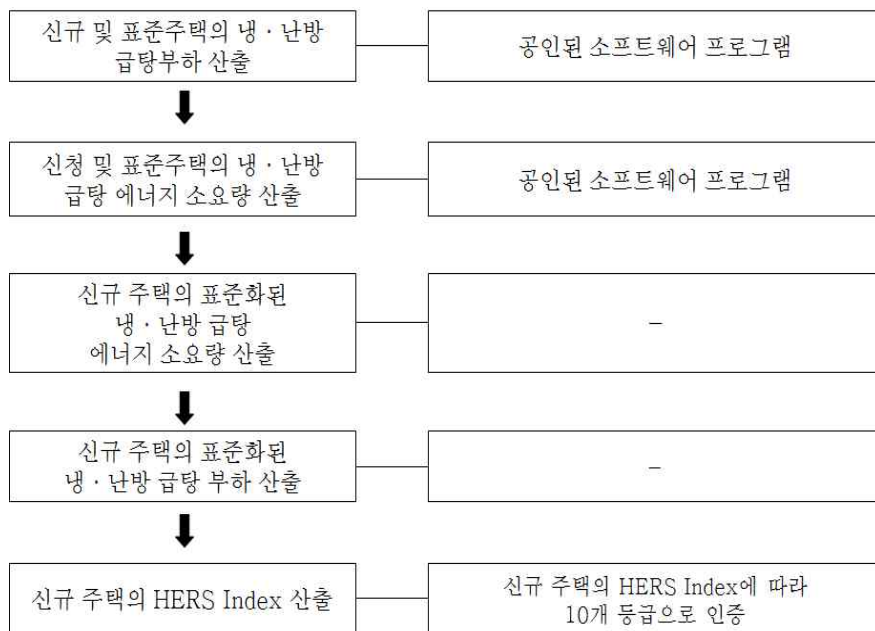 신규 및 표준주택의 냉·난방
급탕부하 산출
공인된 소프트웨어 프로그램
신청 및 표준주택의 냉·난방
급탕 에너지 소요량 산출
공인된 소프트웨어 프로그램
신규 주택의 표준화된
냉·난방 급탕
에너지 소요량 산출
-
신규 주택의 표준화된
냉·난방 급탕 부하 산출
-
신규 주택의 HERS Index 산출
신규 주택의 HERS Index에 따라
10개 등급으로 인증